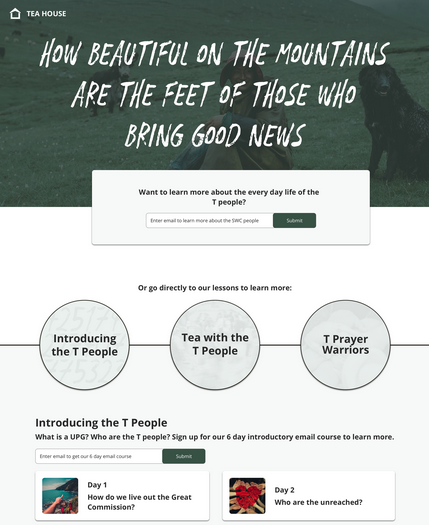 TEA HOUSE
HOW BEAUTIFUL ON THE MOUNTAINS
ARE THE FEET OF THOSE WHO
BRING GOOD NEWS
Want to learn more about the every day life of the
T people?
Enter email to learn more about the SWC people
Submit
Or go directly to our lessons to learn more:
Introducing
the T People
Tea with the
T People
T Prayer
Warriors
Introducing the T People
What is a UPG? Who are the T people? Sign up for our 6 day introductory email course to learn more.
Enter email to get our 6 day email course
Submit
Day 1
How do we live out the Great
Commission?
Day 2
Who are the unreached?